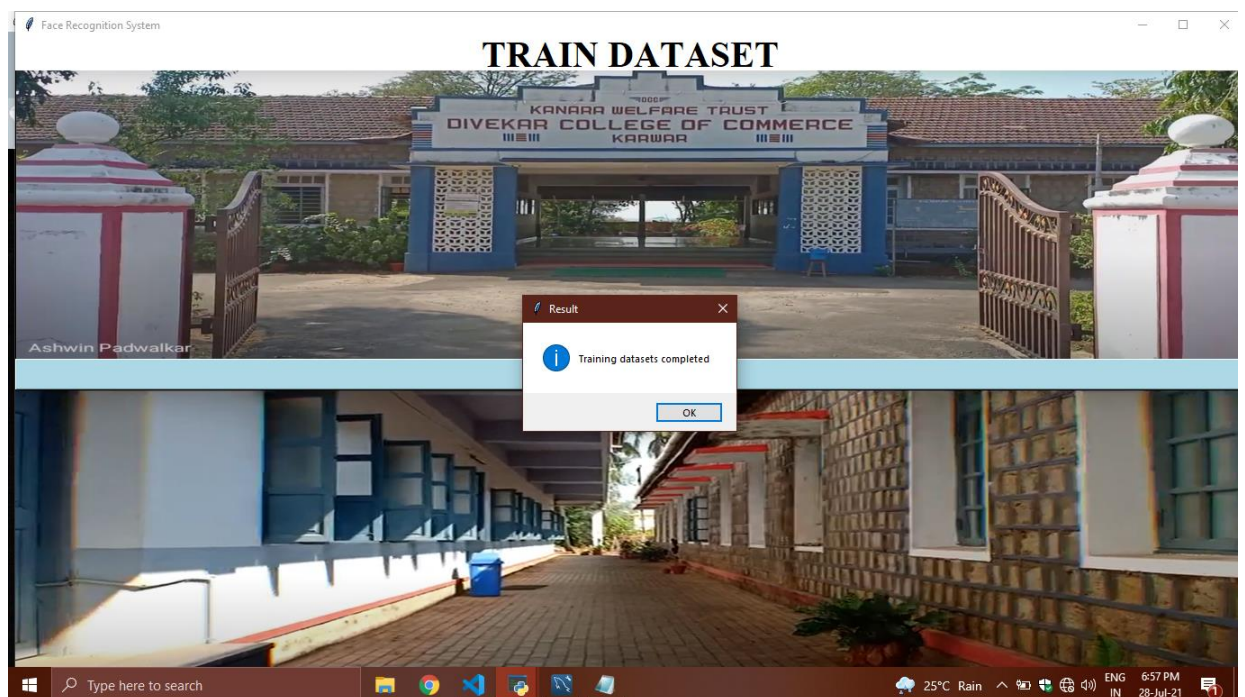 Face Recognition System
TRAIN DATASET
KANARA WELFARE TRUST
DIVEKAR COLLEGE OF COMMERCE
KARWAR
Ashwin Padwalkar
Result
Training datasets completed
OK
Type here to search
25°C Rain
ENG
IN
6:57 PM
28-Jul-21